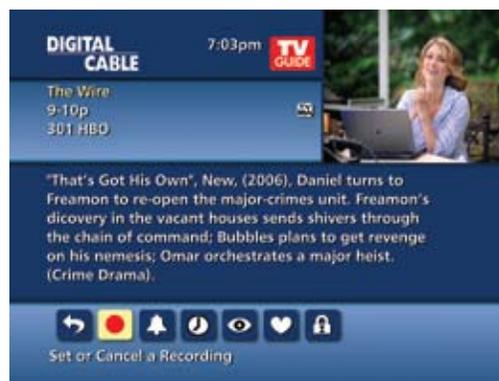 DIGITAL
CABLE
7:03pm
TV
GUIDE
The Wire
9-10p
301 HBO
"That's Got His Own", New, (2006), Daniel turns to
Freamon to re-open the major-crimes unit. Freamon's
dicovery in the vacant houses sends shivers through
the chain of command; Bubbles plans to get revenge
on his nemesis; Omar orchestrates a major heist.
(Crime Drama).
Set or Cancel a Recording